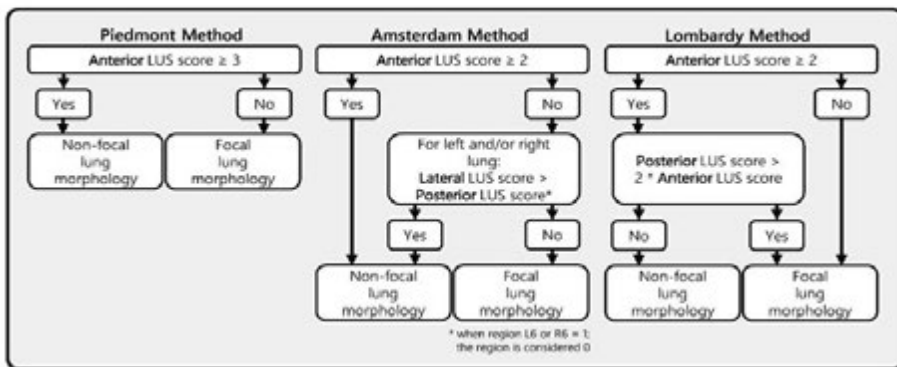 Piedmont Method
Anterior LUS score ≥ 3
Yes
No
Non-focal
lung
morphology
Focal
lung
morphology
Amsterdam Method
Anterior LUS score ≥ 2
Yes
No
For left and/or right
lung:
Lateral LUS score >
Posterior LUS score*
Yes
No
Non-focal
lung
morphology
Focal
lung
morphology
* when region L6 or R6 = 1;
the region is considered 0
Lombardy Method
Anterior LUS score ≥ 2
Yes
No
Posterior LUS score >
2 * Anterior LUS score
No
Yes
Non-focal
lung
morphology
Focal
lung
morphology